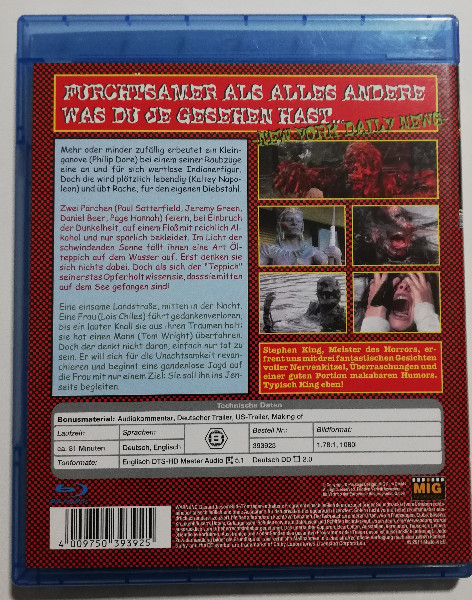 FURCHTSAMER ALS ALLES ANDERE
WAS DU JE GESEHEN HAST...
-NEW YORK DAILY NEWS-
Mehr oder minder zufällig erbeutet ein Klein-
ganove (Philip Dore) bei einem seiner Raubzüge
eine an und für sich wertlose Indianerfigur.
Doch die wird plötzlich lebendig (Kaltey Napo-
leon) und übt Rache, für den eigenen Diebstahl.
Zwei Pärchen (Paul Satterfield, Jeremy Green,
Daniel Beer, Page Hannah) feiern, bei Einbruch
der Dunkelheit, auf einem Floß mit reichlich Al-
kohol und nur spärlich bekleidet. Im Licht der
schwindenden Sonne fällt ihnen eine Art Öl-
teppich auf dem Wasser auf. Erst denken sie
sich nichts dabei. Doch als sich der "Teppich"
sein erstes Opfer holt wissen sie, dass sie mitten
auf dem See gefangen sind!
Eine einsame Landstraße, mitten in der Nacht.
Eine Frau (Lois Chiles) fährt gedankenverloren,
bis ein lauter Knall sie aus ihren Träumen holt:
sie hat einen Mann (Tom Wright) überfahren.
Doch der denkt nicht daran, einfach nur tot zu
sein. Er will sich für die Unachtsamkeit revan-
chieren und beginnt eine gnadenlose Jagd auf
die Frau mit nur einem Ziel: Sie soll ihn ins Jen-
seits begleiten.
Stephen King, Meister des Horrors, er-
freut uns mit drei fantastischen Gesichten
voller Nervenkitzel, Überraschungen und
einer guten Portion makabaren Humors.
Typisch King eben!
Technische Daten
Bonusmaterial: Audiokommentar, Deutscher Trailer, US-Trailer, Making of
Laufzeit: Sprachen: Bestell Nr.: Bildformat:
ca. 81 Minuten Deutsch, Englisch 393923 1.78:1, 1080
Tonformate: Englisch DTS-HD Master Audio 5.1 Deutsch DD 2.0
MIG
4 009750 393925